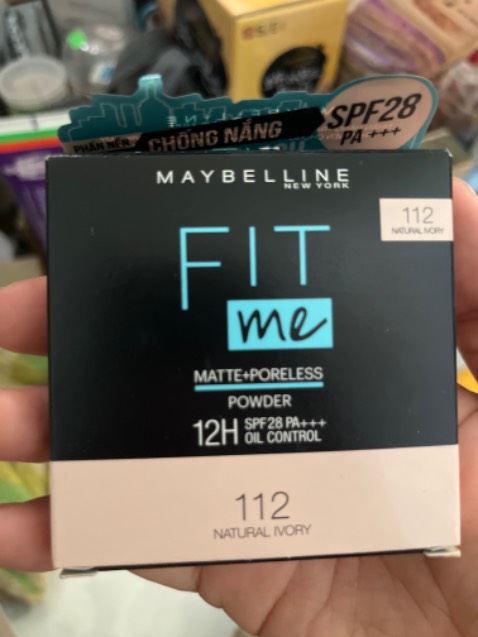 PHẤN NỀN
CHỐNG NẮNG
SPF28
PA +++
MAYBELLINE
NEW YORK
112
NATURAL IVORY
FIT
me
MATTE+PORELESS
POWDER
12H
SPF28 PA+++
OIL CONTROL
112
NATURAL IVORY